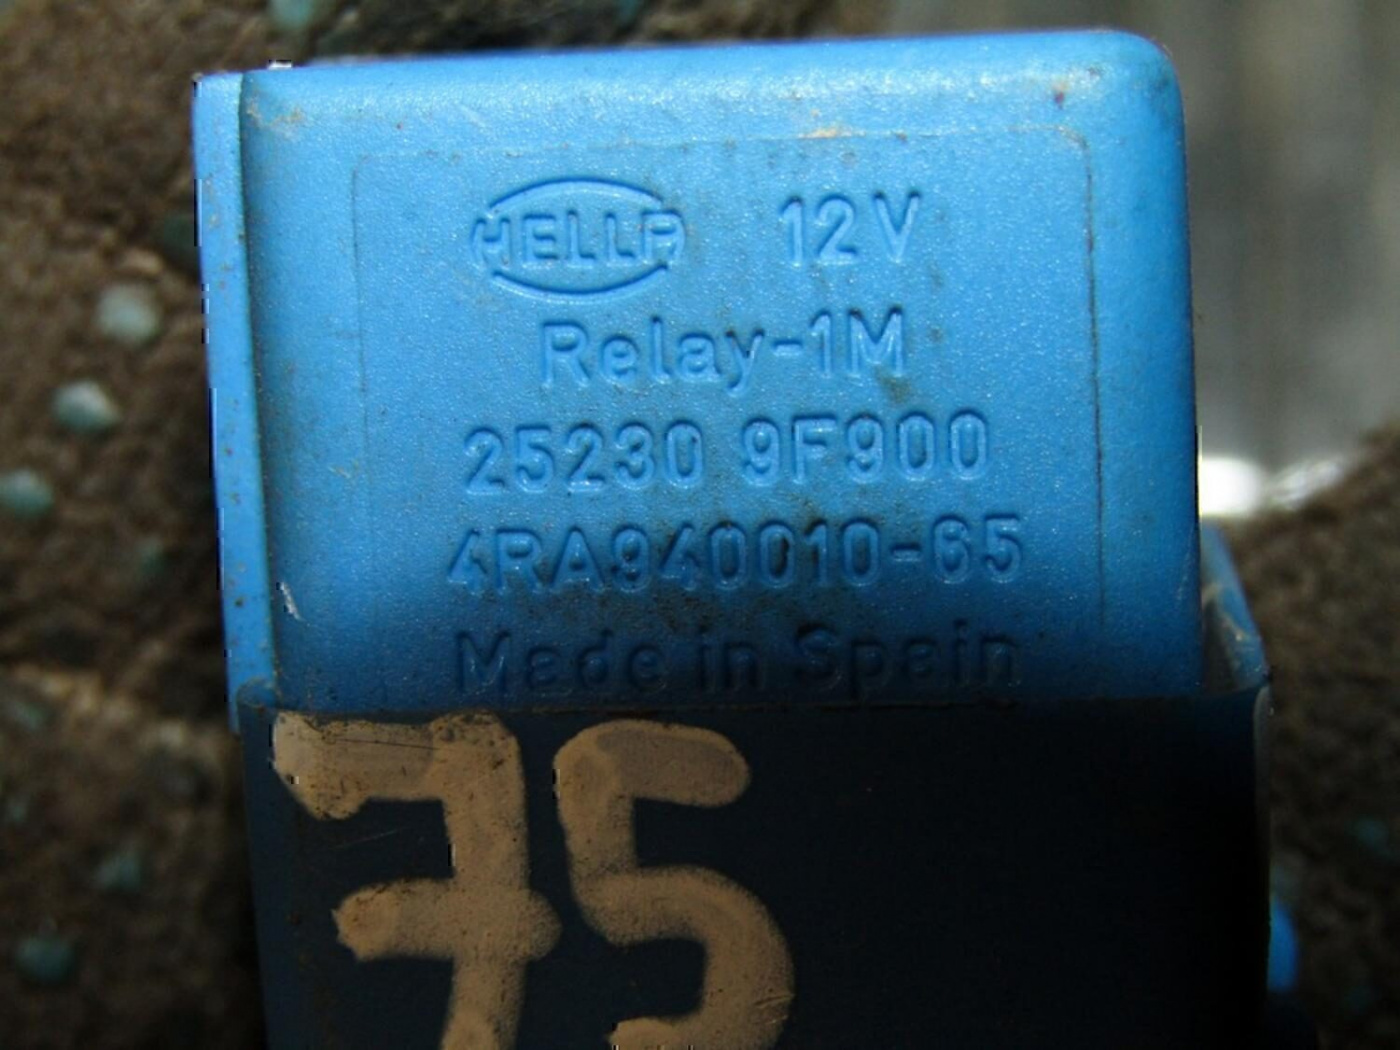 HELLA 12V
Relay-1M
25230 9F900
4RA940010-65
Made in Spain
75